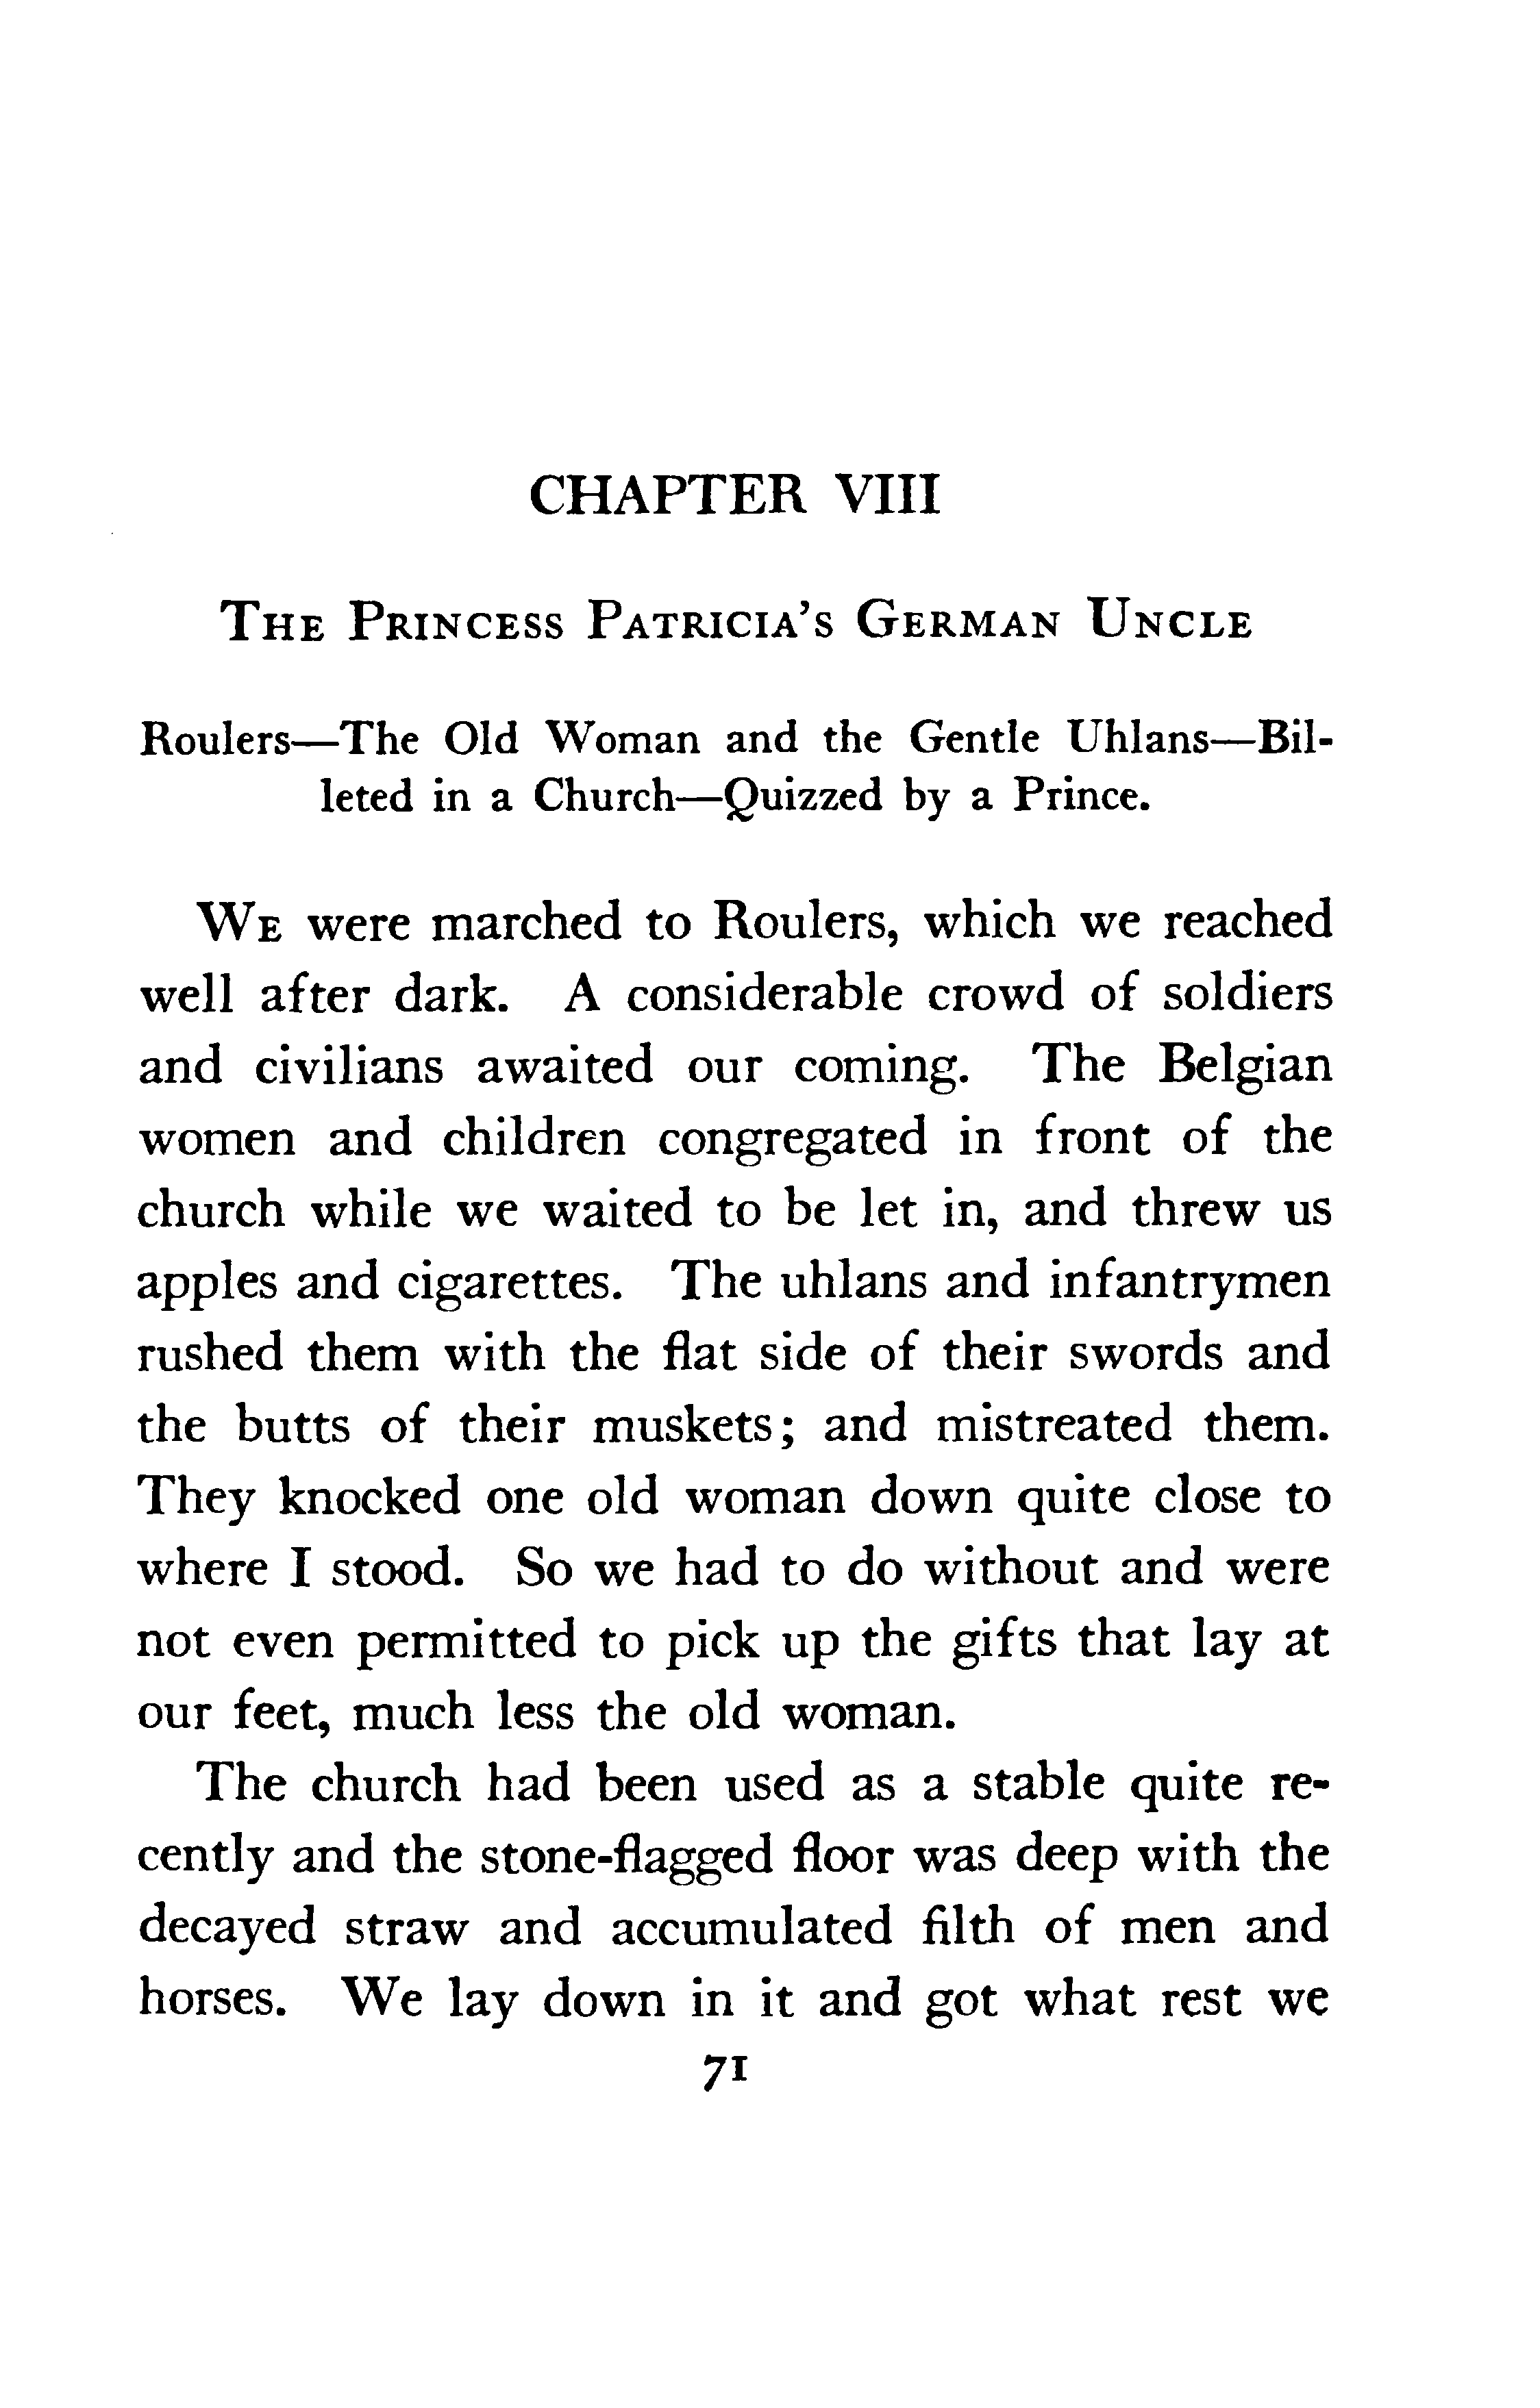 CHAPTER VIII
THE PRINCESS PATRICIA'S GERMAN UNCLE
Roulers—The Old Woman and the Gentle Uhlans—Bil-
leted in a Church—Quizzed by a Prince.
WE were marched to Roulers, which we reached
well after dark. A considerable crowd of soldiers
and civilians awaited our coming. The Belgian
women and children congregated in front of the
church while we waited to be let in, and threw us
apples and cigarettes. The uhlans and infantrymen
rushed them with the flat side of their swords and
the butts of their muskets; and mistreated them.
They knocked one old woman down quite close to
where I stood. So we had to do without and were
not even permitted to pick up the gifts that lay at
our feet, much less the old woman.
The church had been used as a stable quite re-
cently and the stone-flagged floor was deep with the
decayed straw and accumulated filth of men and
horses. We lay down in it and got what rest we
71